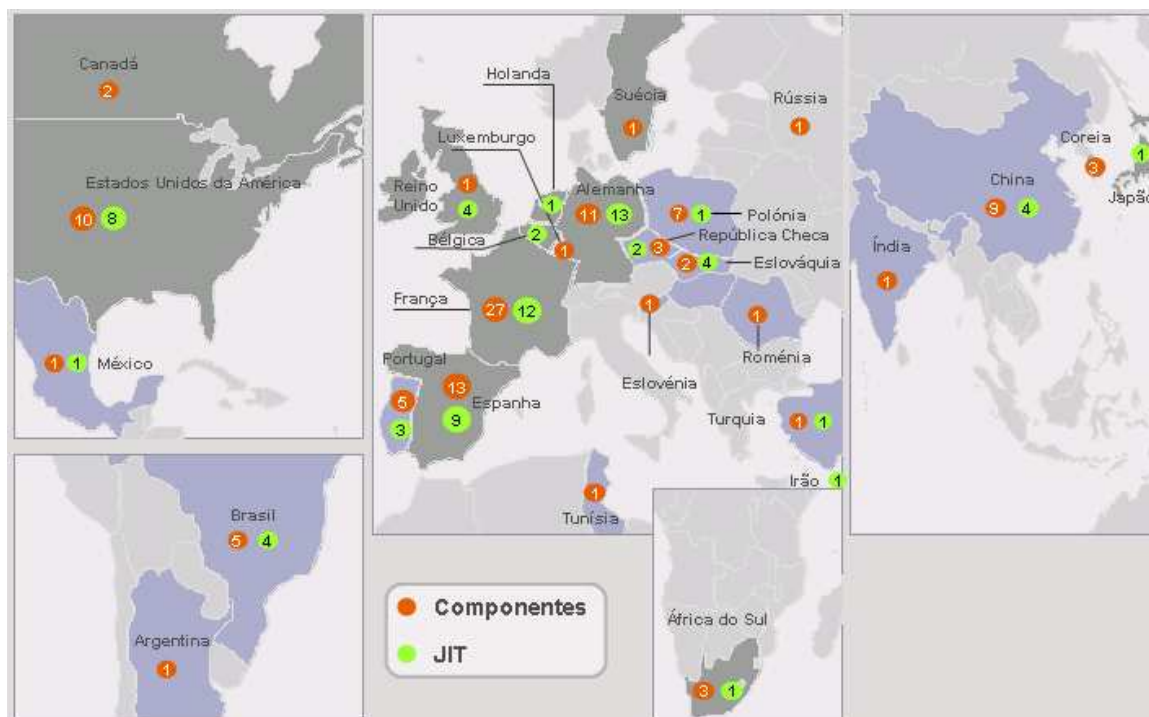 Canadá
2
Estados Unidos da América
10 8
1 1 México
Brasil
5 4
Argentina
1
Holanda
Luxemburgo
Suécia
1
Rússia
1
Reino
Unido
1
4
1
Alemanha
11 13
7 1 Polónia
Bélgica
2
1
República Checa
2 3
2 4 Eslováquia
França
27 12
1
Eslovénia
1
Roménia
Portugal
5
3
13
Espanha
9
Turquia
1 1
Irão 1
1
Tunísia
África do Sul
3 1
Coreia
3
1
Japão
China
9 4
Índia
1
Componentes
JIT